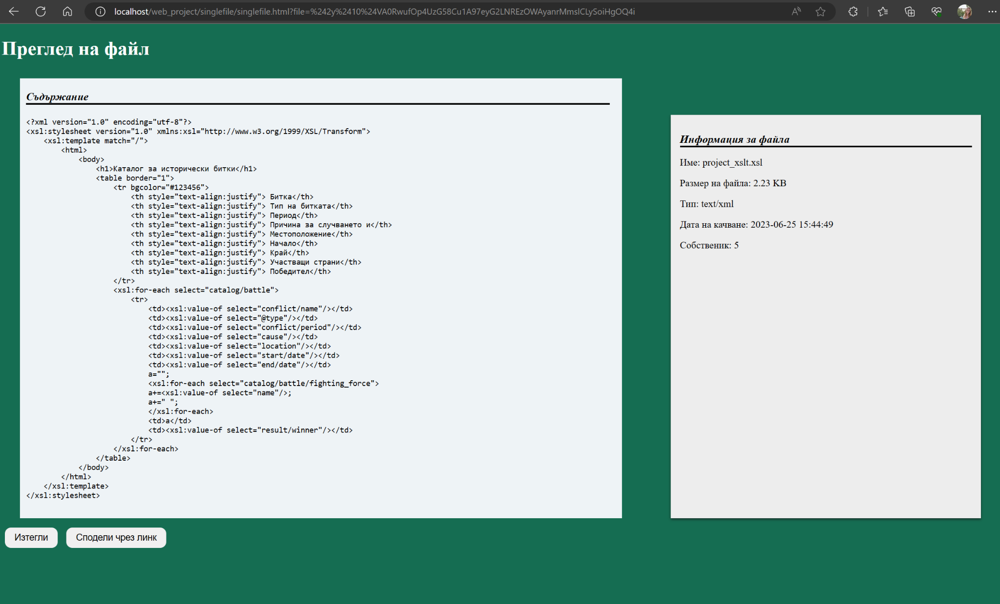 localhost/web_project/singlefile/singlefile.html?file=%242y%2410%24VA0RwufOp4UzG58Cu1A97eyG2LNREzOWAyanrMmslCLySoiHgOQ4i
Преглед на файл
Съдържание
<?xml version="1.0" encoding="utf-8"?>
<xsl:stylesheet version="1.0" xmlns:xsl="http://www.w3.org/1999/XSL/Transform">
<xsl:template match="/">
<html>
<body>
<h1>Каталог за исторически битки</h1>
<table border="1">
<tr bgcolor="#123456">
<th style="text-align:justify"> Битка</th>
<th style="text-align:justify"> Тип на битката</th>
<th style="text-align:justify"> Период</th>
<th style="text-align:justify"> Причина за случването и</th>
<th style="text-align:justify"> Местоположение</th>
<th style="text-align:justify"> Начало</th>
<th style="text-align:justify"> Край</th>
<th style="text-align:justify"> Участващи страни</th>
<th style="text-align:justify"> Победител</th>
</tr>
<xsl:for-each select="catalog/battle">
<tr>
<td><xsl:value-of select="conflict/name"/></td>
<td><xsl:value-of select="@type"/></td>
<td><xsl:value-of select="conflict/period"/></td>
<td><xsl:value-of select="cause"/></td>
<td><xsl:value-of select="location"/></td>
<td><xsl:value-of select="start/date"/></td>
<td><xsl:value-of select="end/date"/></td>
a="";
<xsl:for-each select="catalog/battle/fighting_force">
a+=<xsl:value-of select="name"/>;
a+=" ";
</xsl:for-each>
<td>a</td>
<td><xsl:value-of select="result/winner"/></td>
</tr>
</xsl:for-each>
</table>
</body>
</html>
</xsl:template>
</xsl:stylesheet>
Информация за файла
Име: project_xslt.xsl
Размер на файла: 2.23 KB
Тип: text/xml
Дата на качване: 2023-06-25 15:44:49
Собственик: 5
Изтегли
Сподели чрез линк